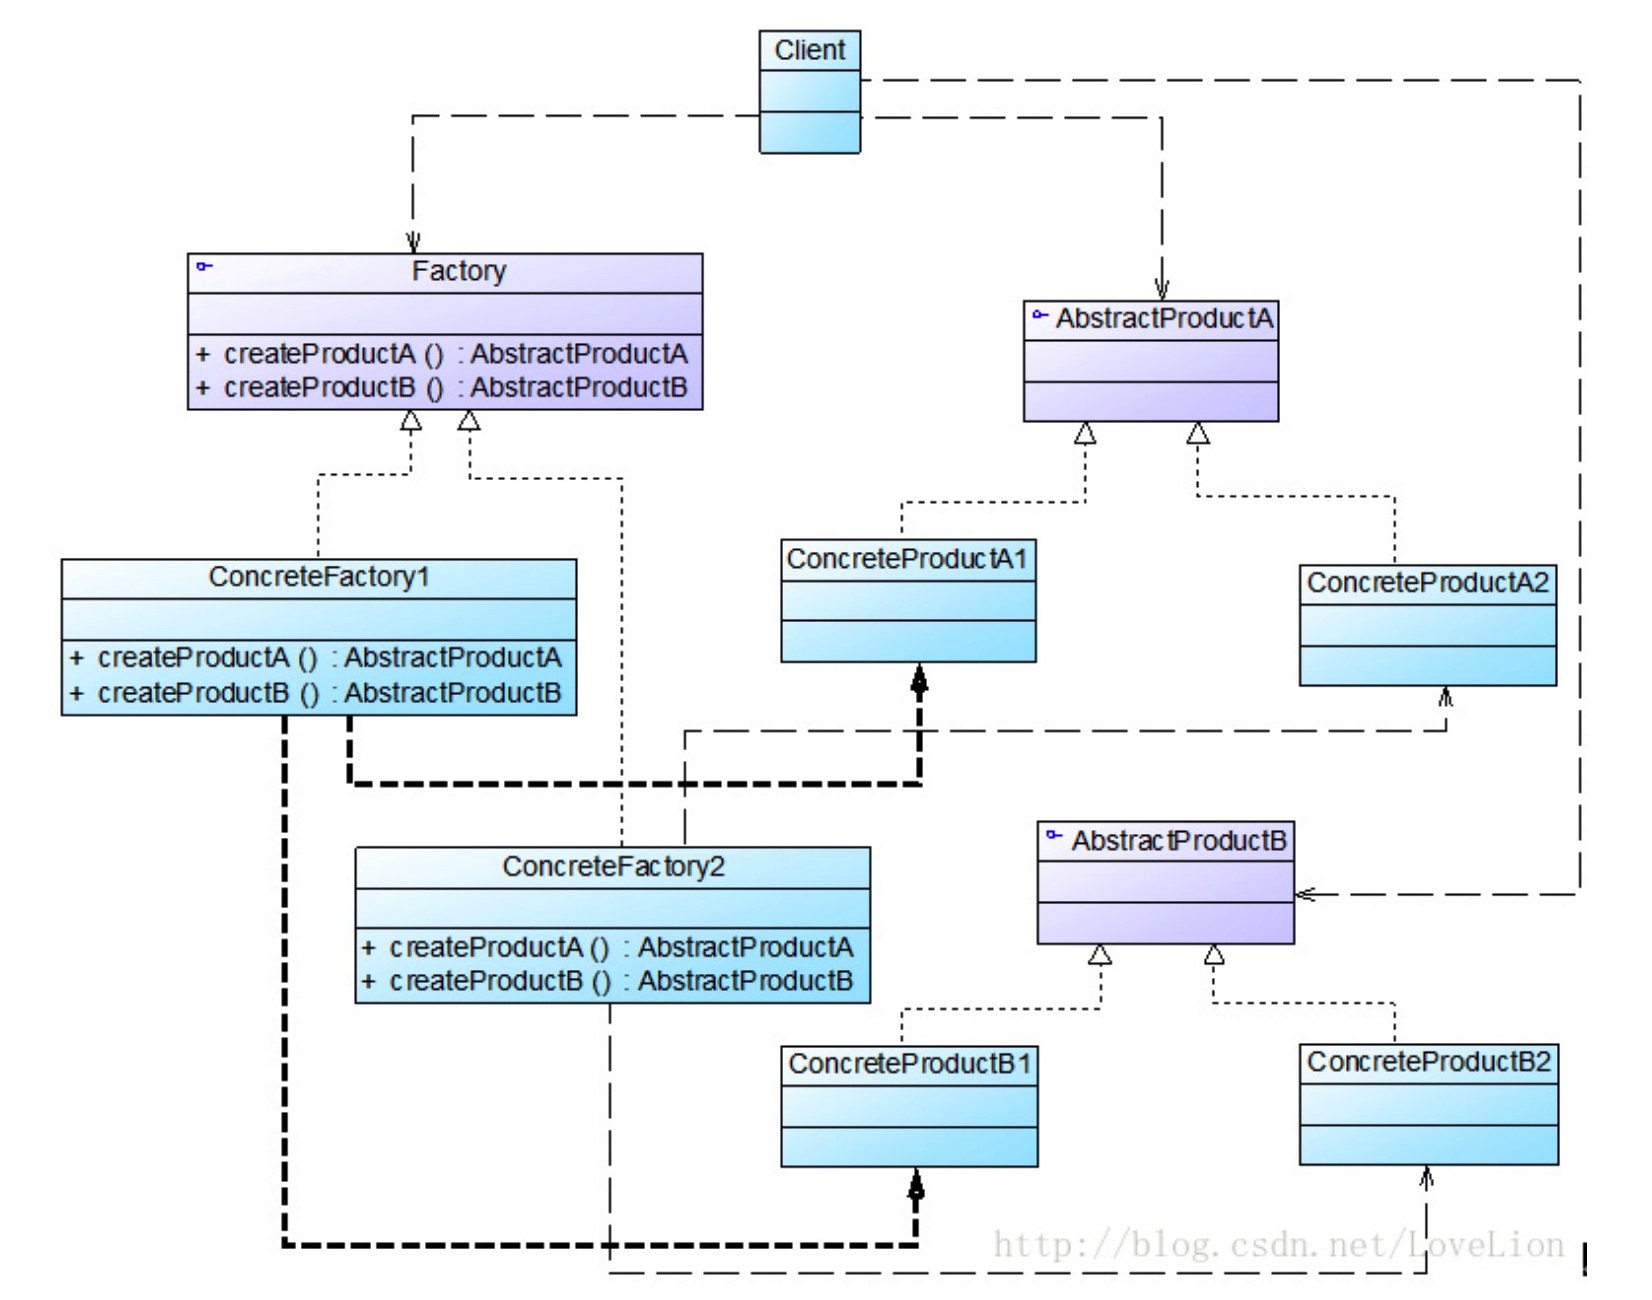 Client
Factory
+ createProductA () : AbstractProductA
+ createProductB () : AbstractProductB
AbstractProductA
ConcreteFactory1
+ createProductA () : AbstractProductA
+ createProductB () : AbstractProductB
ConcreteProductA1
ConcreteProductA2
ConcreteFactory2
+ createProductA () : AbstractProductA
+ createProductB () : AbstractProductB
AbstractProductB
ConcreteProductB1
ConcreteProductB2
http://blog.csdn.net/LoveLion